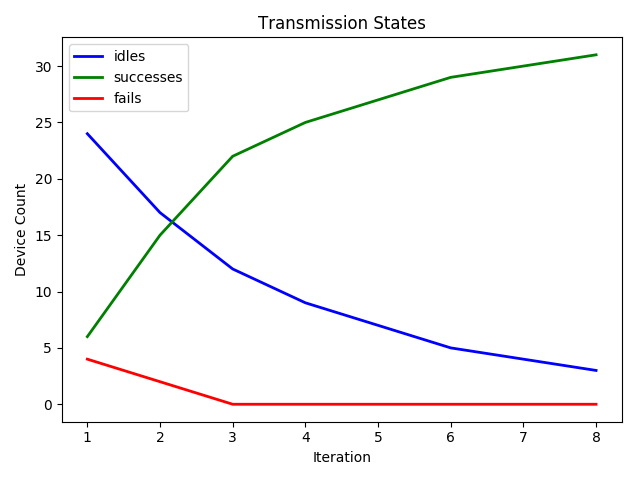 Transmission States
idles
successes
fails
Device Count
30
25
20
15
10
5
0
1 2 3 4 5 6 7 8
Iteration